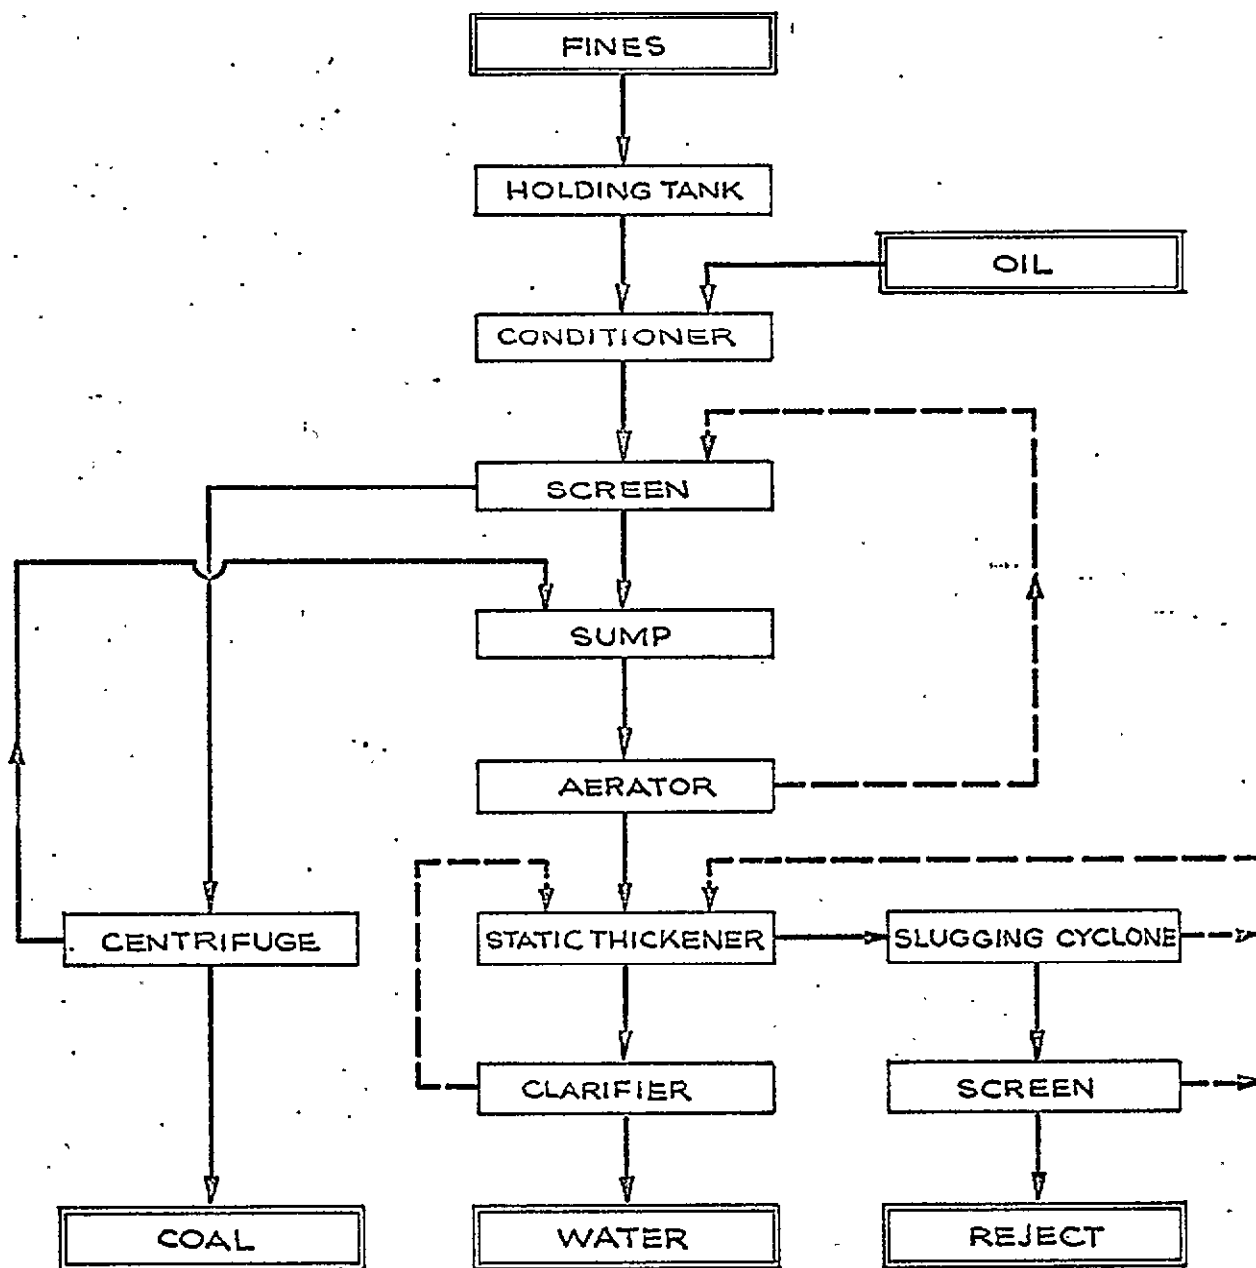 FINES
HOLDING TANK
OIL
CONDITIONER
SCREEN
SUMP
AERATOR
CENTRIFUGE
STATIC THICKENER
SLUGGING CYCLONE
CLARIFIER
SCREEN
COAL
WATER
REJECT